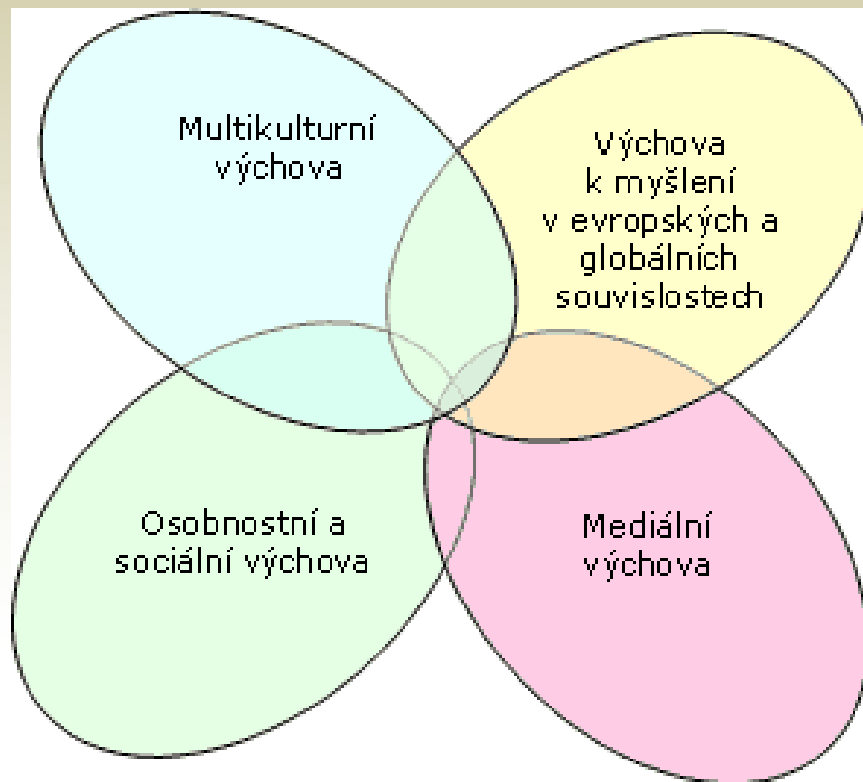 Multikulturní
výchova
Výchova
k myšlení
v evropských a
globálních
souvislostech
Osobnostní a
sociální výchova
Mediální
výchova